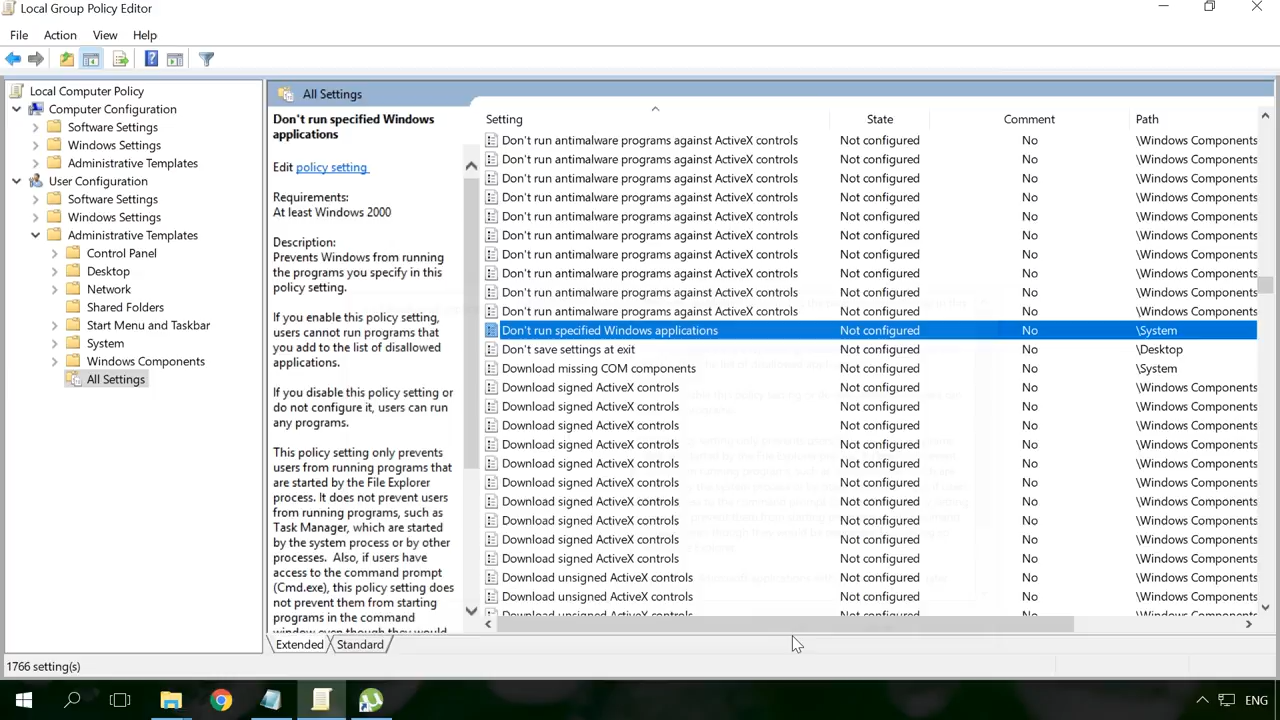 Local Group Policy Editor
File Action View Help
Local Computer Policy
Computer Configuration
Software Settings
Windows Settings
Administrative Templates
User Configuration
Software Settings
Windows Settings
Administrative Templates
Control Panel
Desktop
Network
Shared Folders
Start Menu and Taskbar
System
Windows Components
All Settings
All Settings
Don't run specified Windows
applications
Edit policy setting
Requirements:
At least Windows 2000
Description:
Prevents Windows from running
the programs you specify in this
policy setting.
If you enable this policy setting,
users cannot run programs that
you add to the list of disallowed
applications.
If you disable this policy setting or
do not configure it, users can run
any programs.
This policy setting only prevents
users from running programs that
are started by the File Explorer
process. It does not prevent users
from running programs, such as
Task Manager, which are started
by the system process or by other
processes. Also, if users have
access to the command prompt
(Cmd.exe), this policy setting does
not prevent them from starting
programs in the command
window even though they would
Setting State Comment Path
Don't run antimalware programs against ActiveX controls Not configured No \Windows Components
Don't run antimalware programs against ActiveX controls Not configured No \Windows Components
Don't run antimalware programs against ActiveX controls Not configured No \Windows Components
Don't run antimalware programs against ActiveX controls Not configured No \Windows Components
Don't run antimalware programs against ActiveX controls Not configured No \Windows Components
Don't run antimalware programs against ActiveX controls Not configured No \Windows Components
Don't run antimalware programs against ActiveX controls Not configured No \Windows Components
Don't run antimalware programs against ActiveX controls Not configured No \Windows Components
Don't run antimalware programs against ActiveX controls Not configured No \Windows Components
Don't run antimalware programs against ActiveX controls Not configured No \Windows Components
Don't run specified Windows applications Not configured No \System
Don't save settings at exit Not configured No \Desktop
Download missing COM components Not configured No \System
Download signed ActiveX controls Not configured No \Windows Components
Download signed ActiveX controls Not configured No \Windows Components
Download signed ActiveX controls Not configured No \Windows Components
Download signed ActiveX controls Not configured No \Windows Components
Download signed ActiveX controls Not configured No \Windows Components
Download signed ActiveX controls Not configured No \Windows Components
Download signed ActiveX controls Not configured No \Windows Components
Download signed ActiveX controls Not configured No \Windows Components
Download signed ActiveX controls Not configured No \Windows Components
Download signed ActiveX controls Not configured No \Windows Components
Download unsigned ActiveX controls Not configured No \Windows Components
Download unsigned ActiveX controls Not configured No \Windows Components
Download unsigned ActiveX controls Not configured No \Windows Components
Extended Standard
1766 setting(s)
ENG